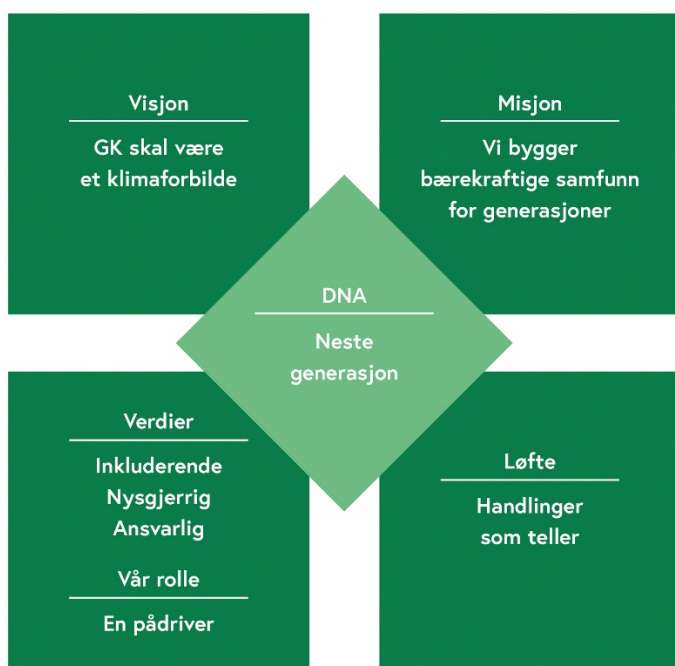 Visjon
GK skal være
et klimaforbilde
Misjon
Vi bygger
bærekraftige samfunn
for generasjoner
DNA
Neste
generasjon
Verdier
Inkluderende
Nysgjerrig
Ansvarlig
Vår rolle
En pådriver
Løfte
Handlinger
som teller